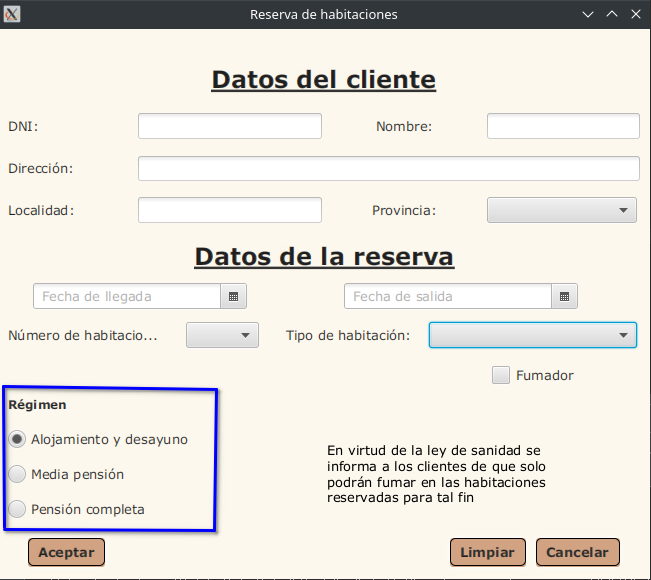 Reserva de habitaciones
Datos del cliente
DNI:
Nombre:
Dirección:
Localidad:
Provincia:
Datos de la reserva
Fecha de llegada
Fecha de salida
Número de habitacio...
Tipo de habitación:
Fumador
Régimen
Alojamiento y desayuno
Media pensión
Pensión completa
En virtud de la ley de sanidad se
informa a los clientes de que solo
podrán fumar en las habitaciones
reservadas para tal fin
Aceptar
Limpiar
Cancelar